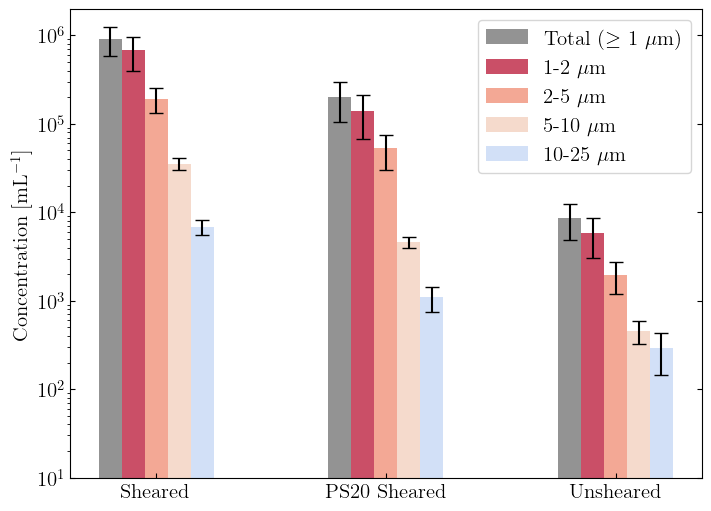 Concentration [mL⁻¹]
10⁶
10⁵
10⁴
10³
10²
10¹
Total (≥ 1 μm)
1-2 μm
2-5 μm
5-10 μm
10-25 μm
Sheared
PS20 Sheared
Unsheared